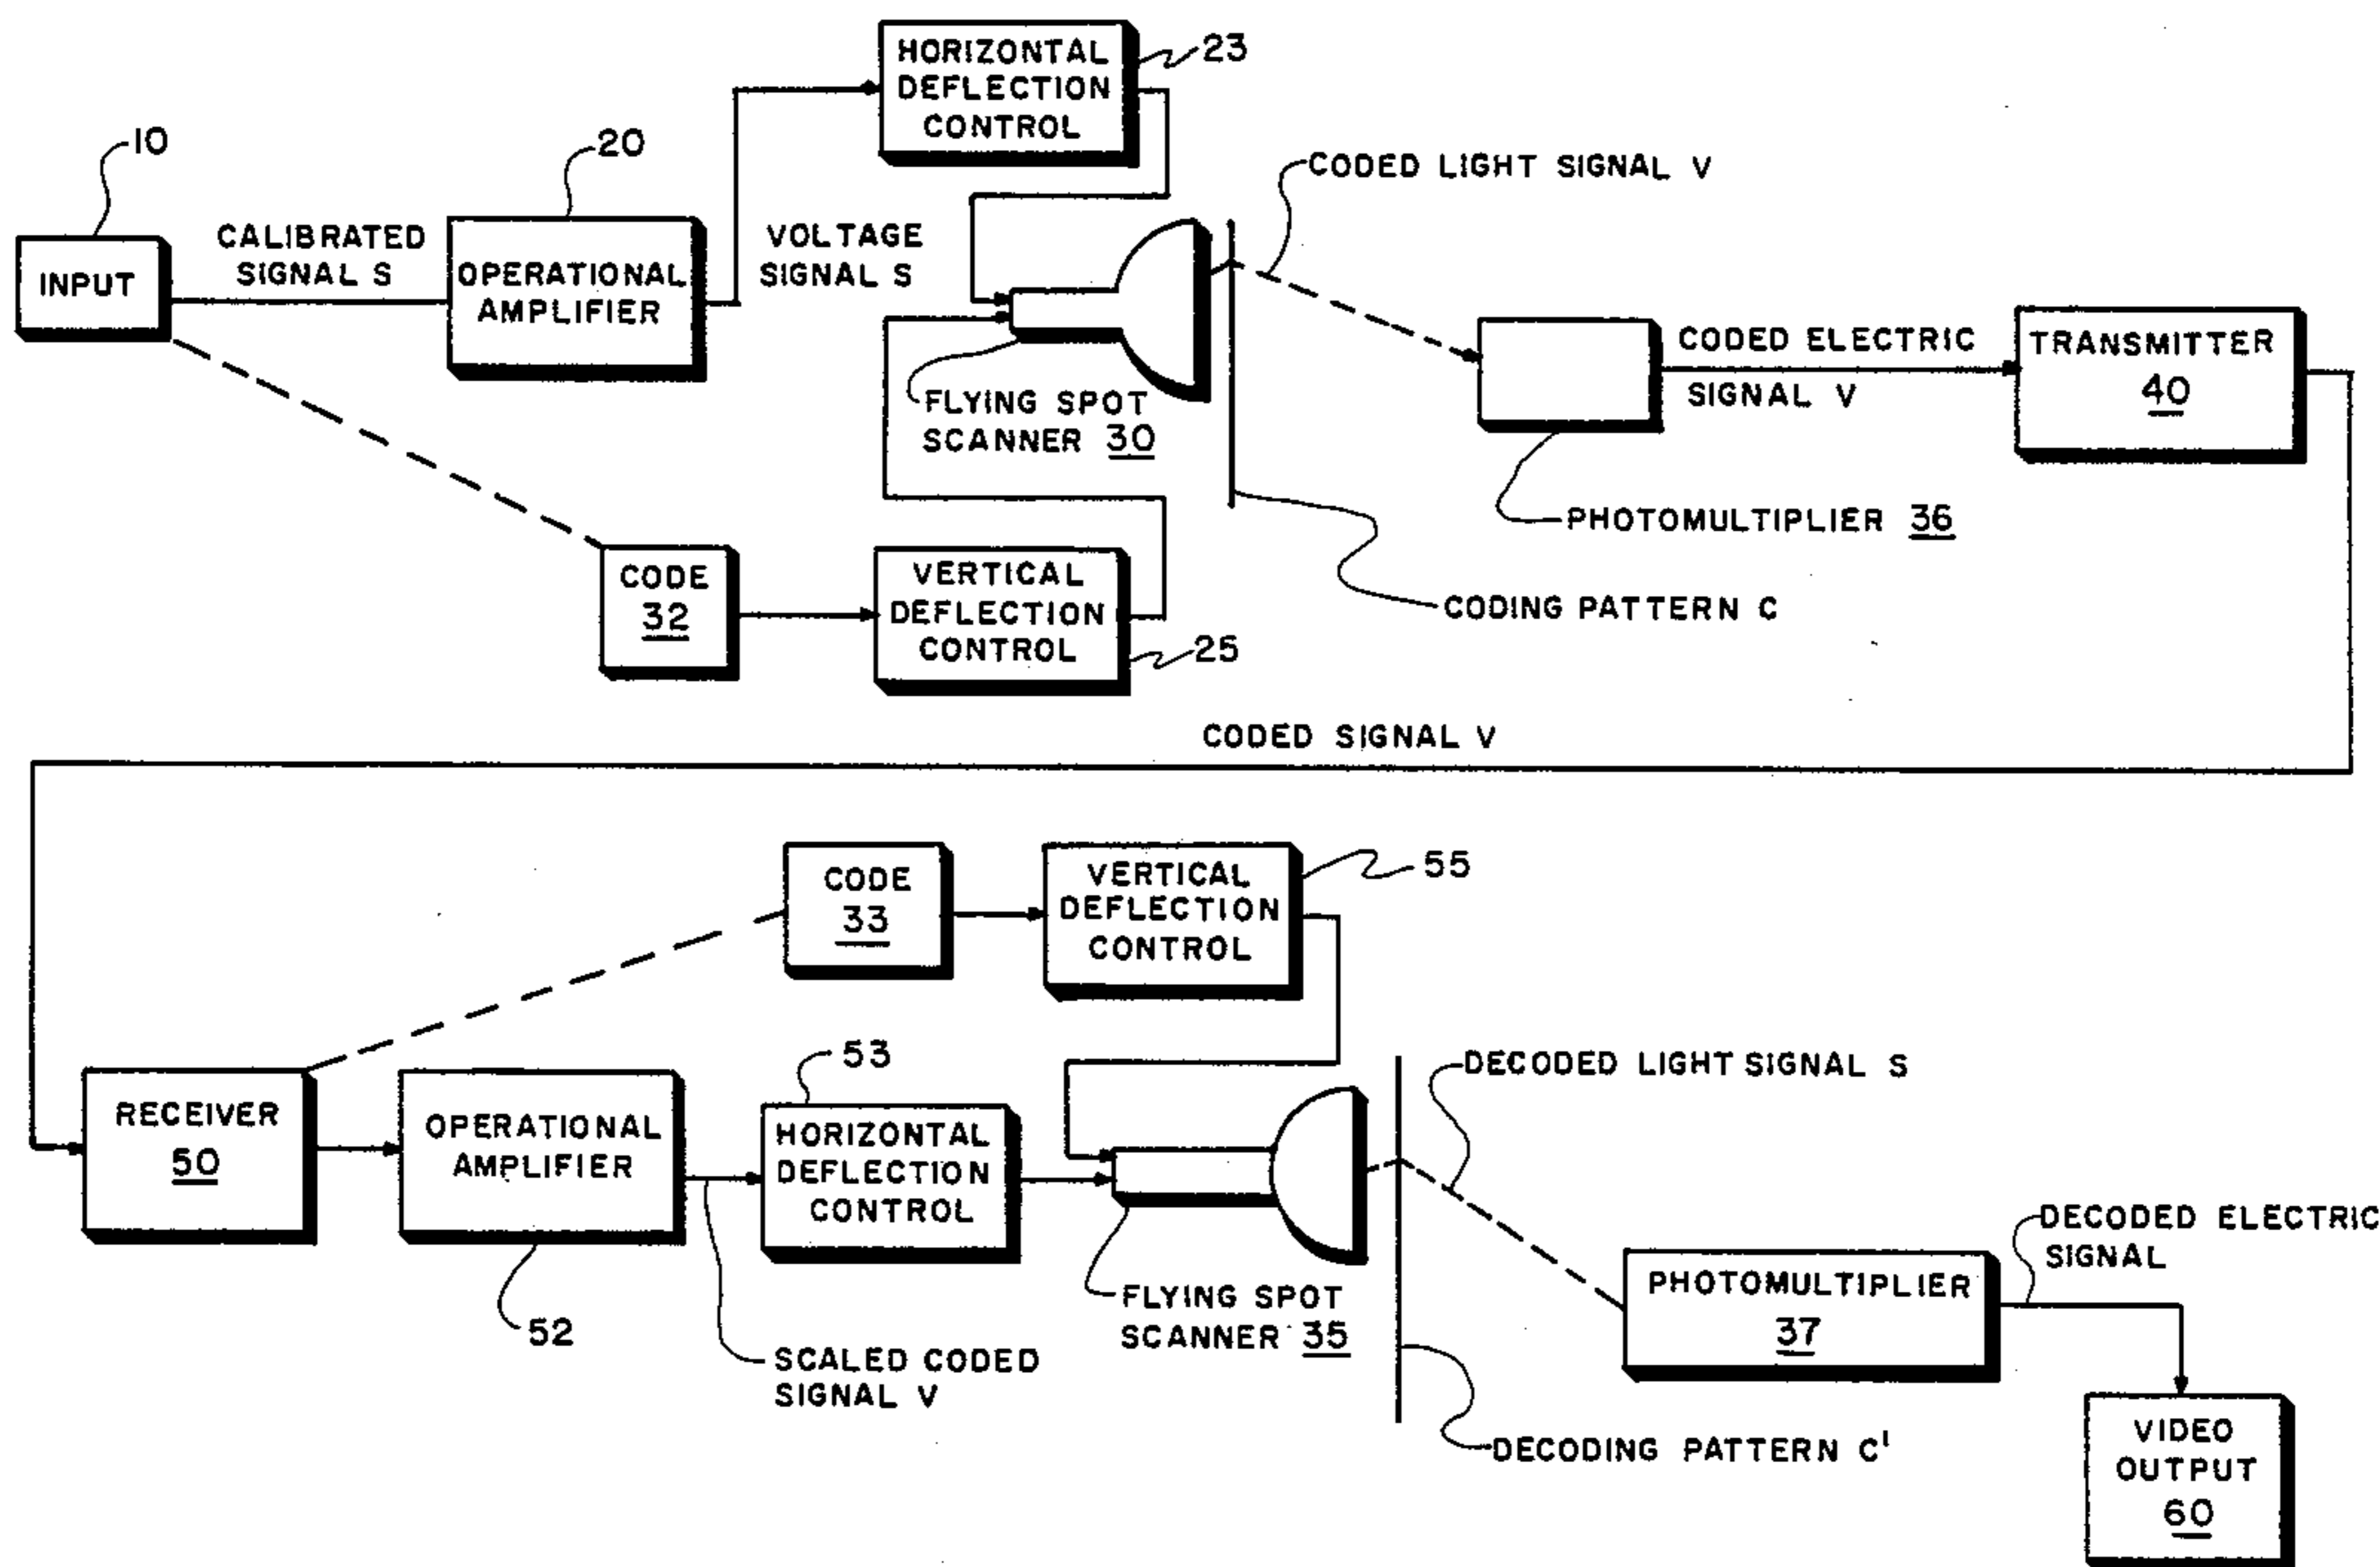 10
INPUT
CALIBRATED
SIGNAL S
20
OPERATIONAL
AMPLIFIER
VOLTAGE
SIGNAL S
HORIZONTAL
DEFLECTION
CONTROL
23
FLYING SPOT
SCANNER 30
CODED LIGHT SIGNAL V
CODED ELECTRIC
SIGNAL V
TRANSMITTER
40
PHOTOMULTIPLIER 36
CODING PATTERN C
CODE
32
VERTICAL
DEFLECTION
CONTROL
25
CODED SIGNAL V
CODE
33
VERTICAL
DEFLECTION
CONTROL
55
RECEIVER
50
OPERATIONAL
AMPLIFIER
52
53
HORIZONTAL
DEFLECTION
CONTROL
SCALED CODED
SIGNAL V
FLYING SPOT
SCANNER 35
DECODED LIGHT SIGNAL S
DECODING PATTERN C'
PHOTOMULTIPLIER
37
DECODED ELECTRIC
SIGNAL
VIDEO
OUTPUT
60